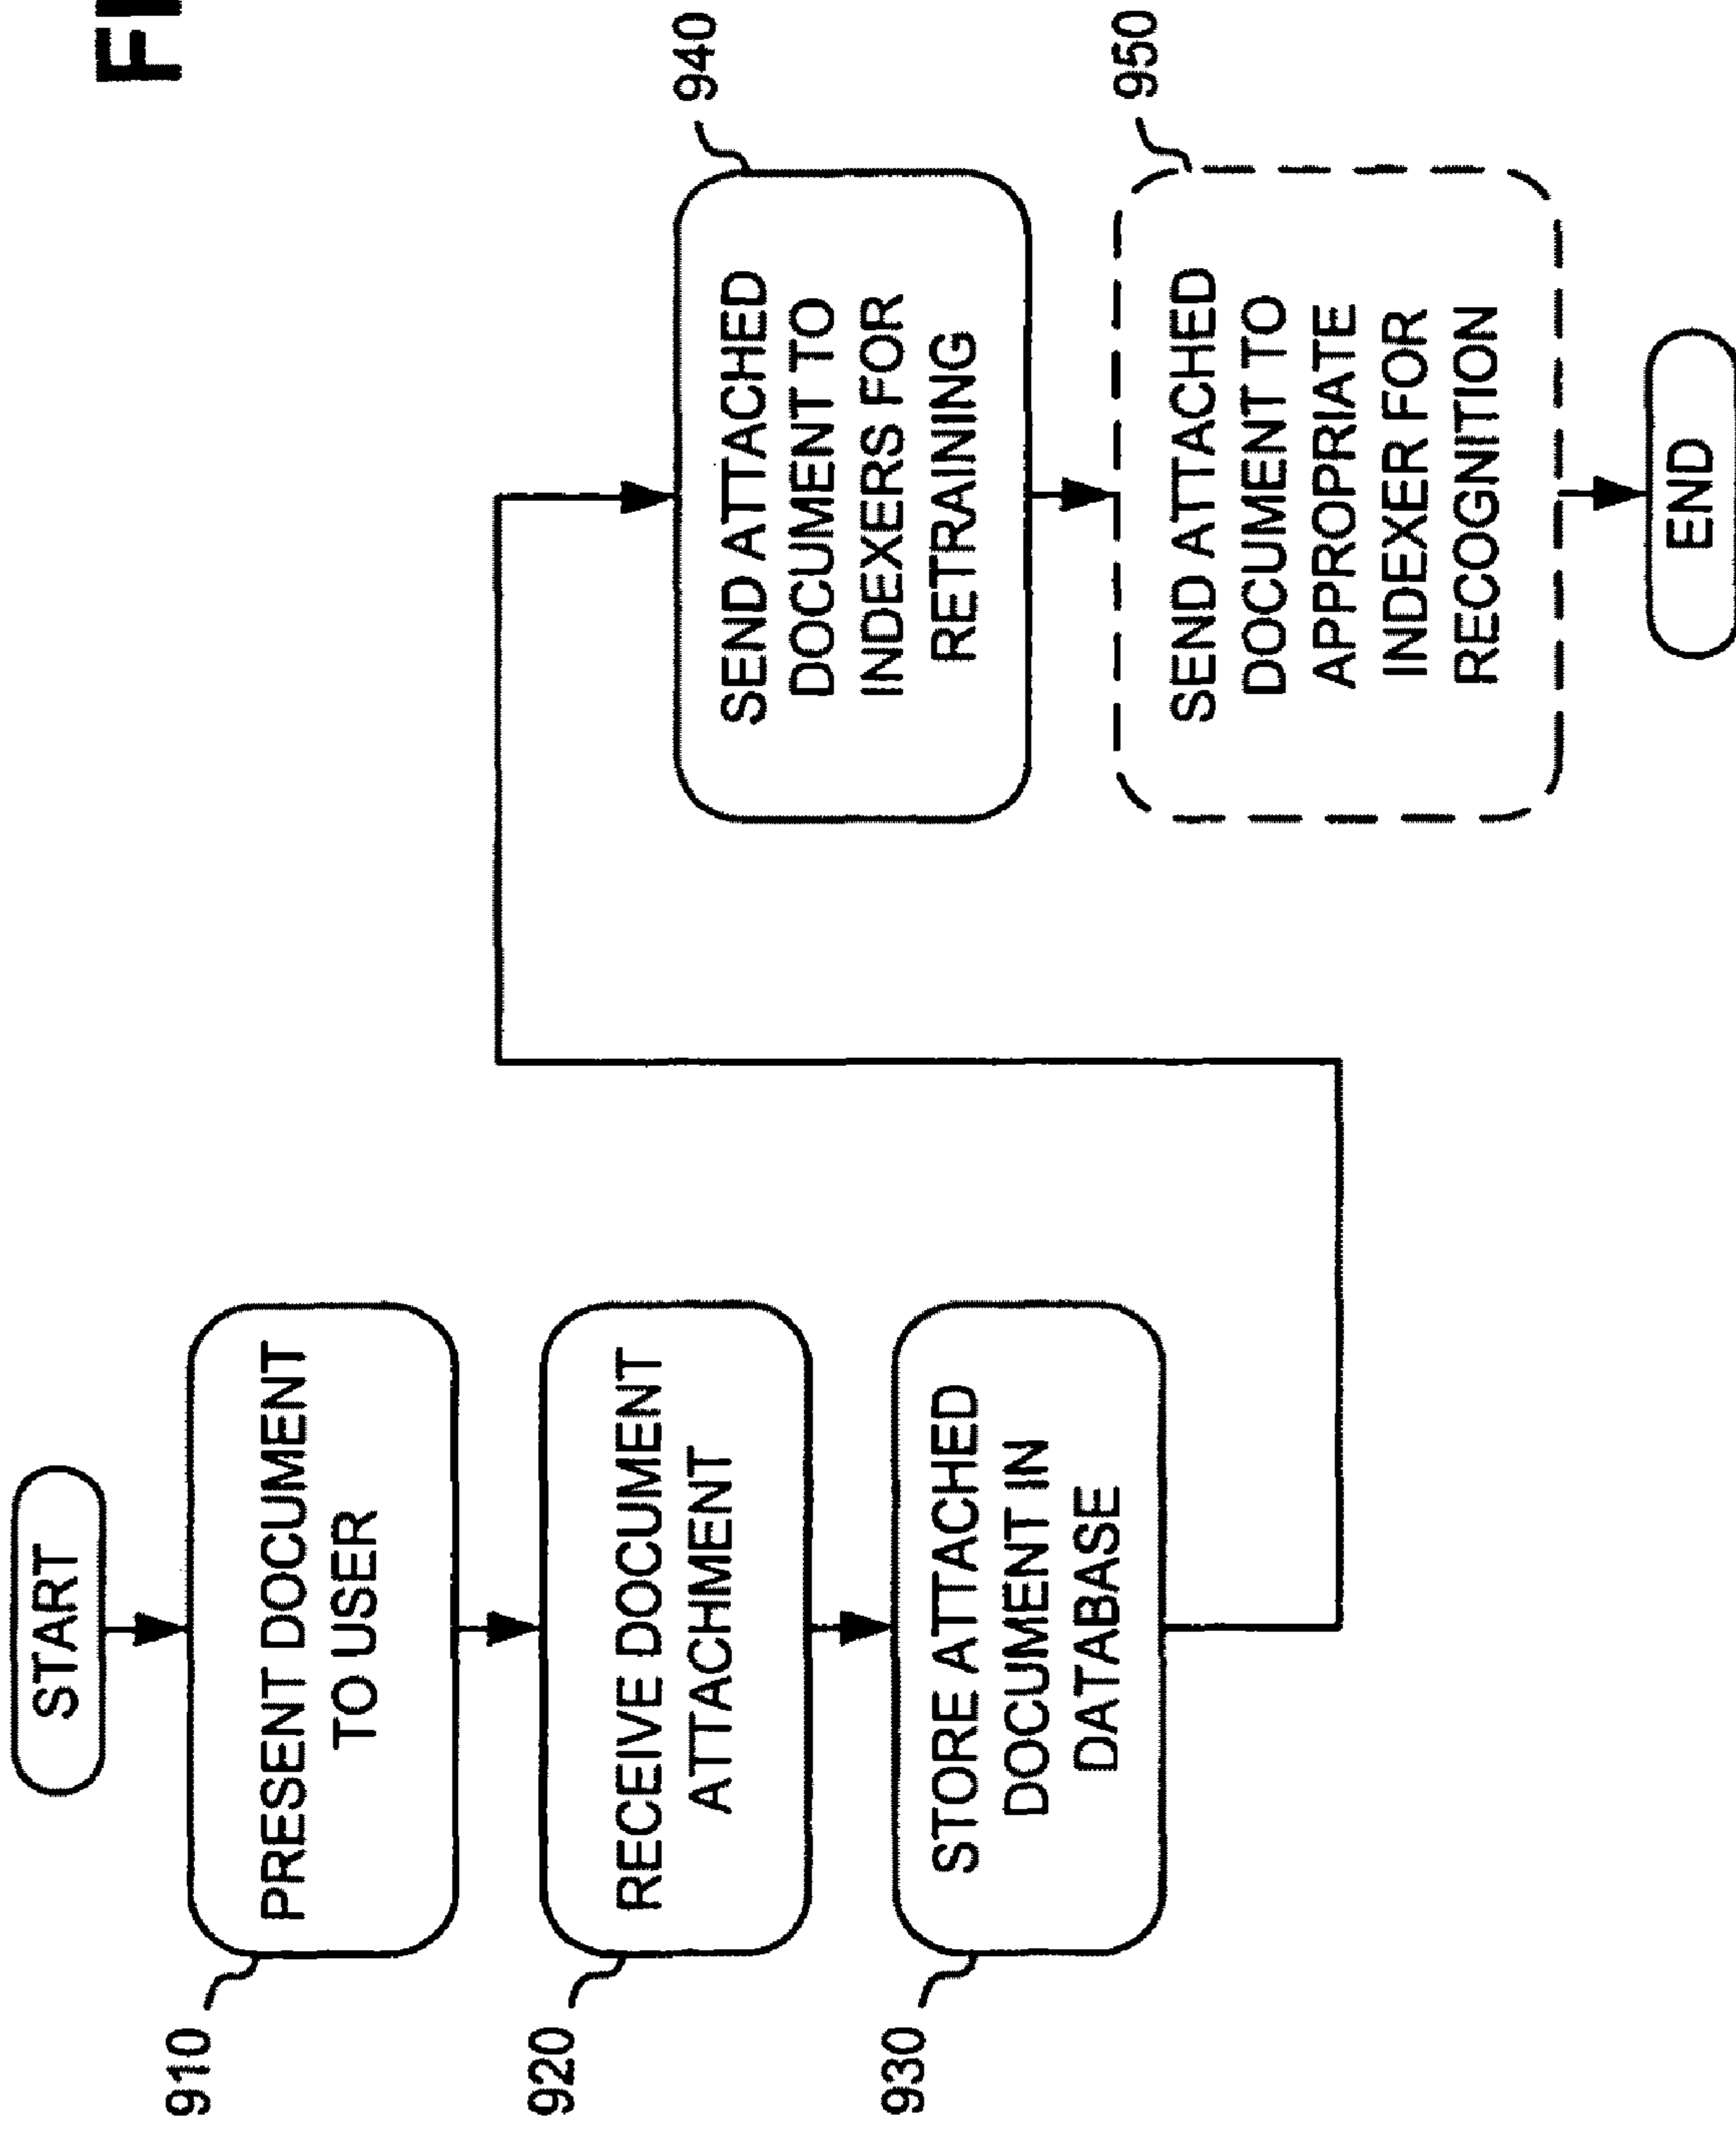 START
910
PRESENT DOCUMENT
TO USER
920
RECEIVE DOCUMENT
ATTACHMENT
930
STORE ATTACHED
DOCUMENT IN
DATABASE
940
SEND ATTACHED
DOCUMENT TO
INDEXERS FOR
RETRAINING
950
SEND ATTACHED
DOCUMENT TO
APPROPRIATE
INDEXER FOR
RECOGNITION
END